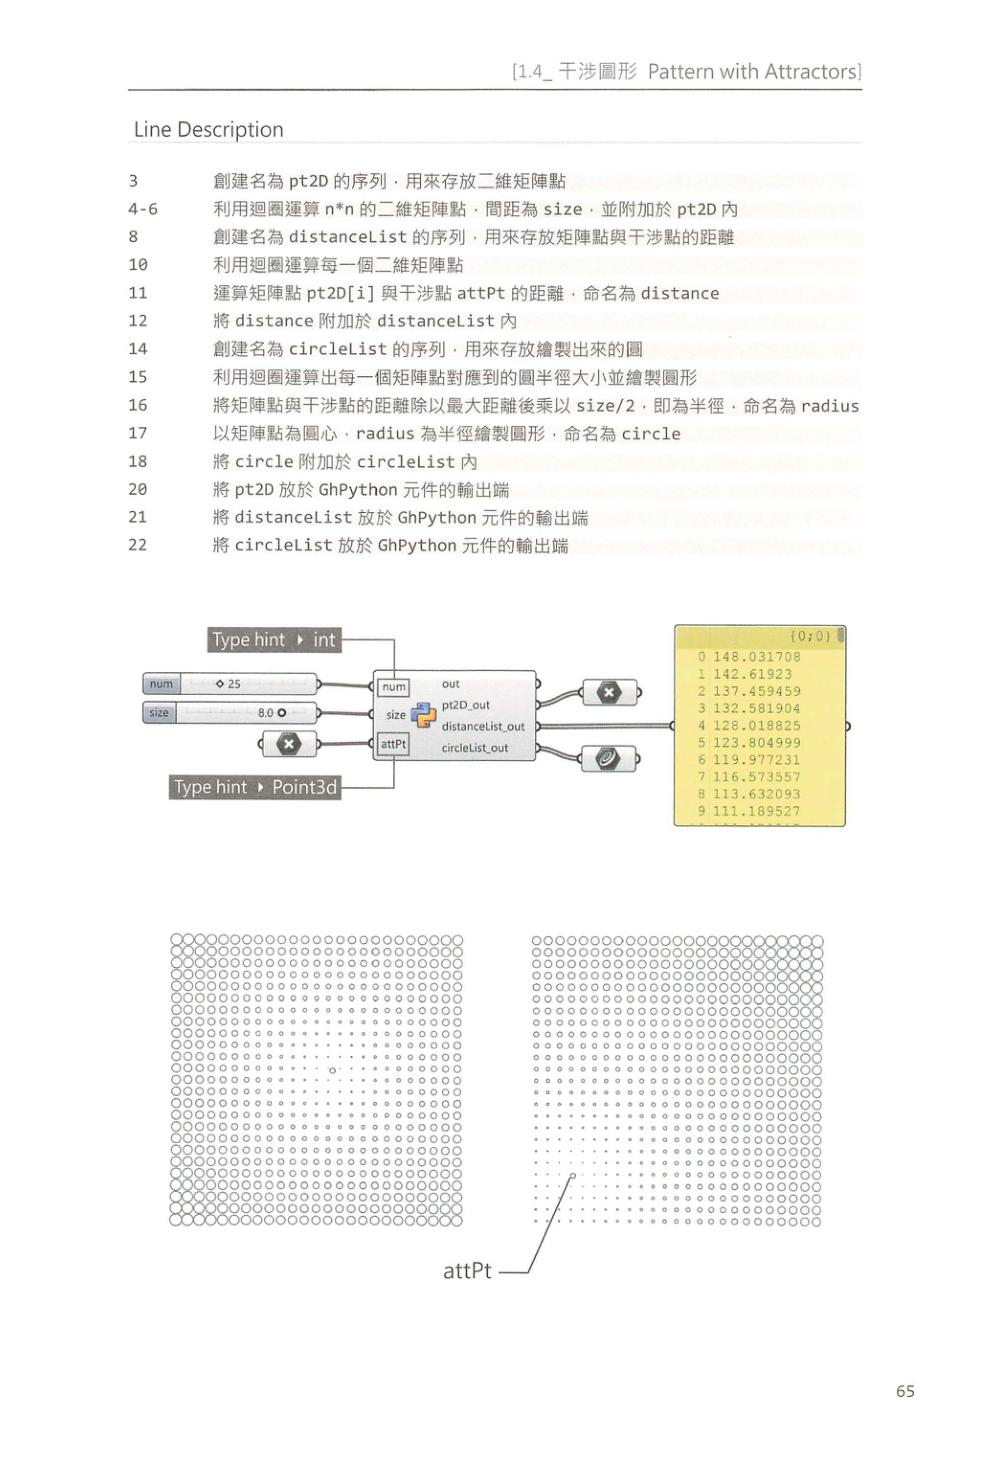 [1.4_ 干涉圖形 Pattern with Attractors]
Line Description
3 創建名為 pt2D 的序列，用來存放二維矩陣點
4-6 利用迴圈運算 n*n 的二維矩陣點，間距為 size，並附加於 pt2D 內
8 創建名為 distanceList 的序列，用來存放矩陣點與干涉點的距離
10 利用迴圈運算每一個二維矩陣點
11 運算矩陣點 pt2D[i] 與干涉點 attPt 的距離，命名為 distance
12 將 distance 附加於 distanceList 內
14 創建名為 circleList 的序列，用來存放繪製出來的圓
15 利用迴圈運算出每一個矩陣點對應到的圓半徑大小並繪製圓形
16 將矩陣點與干涉點的距離除以最大距離後乘以 size/2，即為半徑，命名為 radius
17 以矩陣點為圓心，radius 為半徑繪製圓形，命名為 circle
18 將 circle 附加於 circleList 內
20 將 pt2D 放於 GhPython 元件的輸出端
21 將 distanceList 放於 GhPython 元件的輸出端
22 將 circleList 放於 GhPython 元件的輸出端
Type hint ▸ int
num ◇ 25
size 8.0 O
num
size
attPt
out
pt2D_out
distanceList_out
circleList_out
Type hint ▸ Point3d
{0;0}
0 148.031708
1 142.61923
2 137.459459
3 132.581904
4 128.018825
5 123.804999
6 119.977231
7 116.573557
8 113.632093
9 111.189527
attPt
65